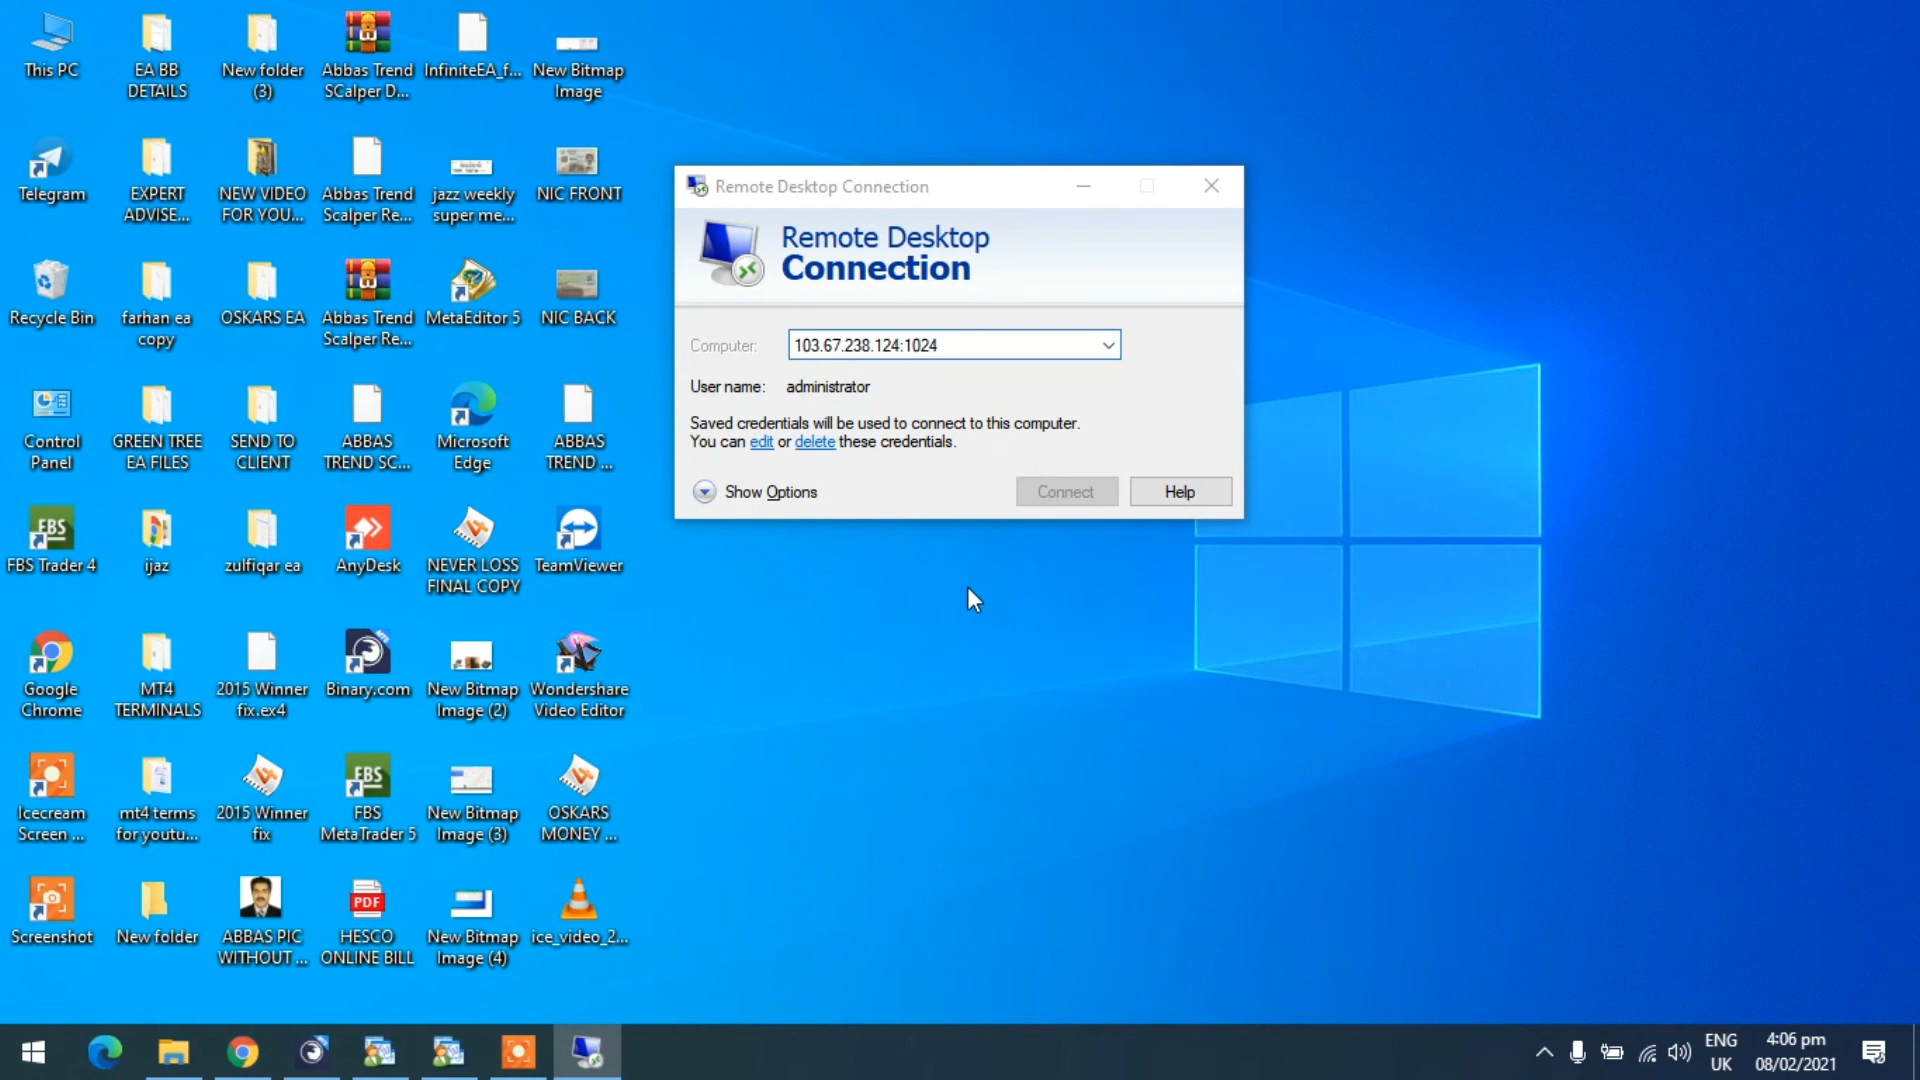 This PC
EA BB
DETAILS
New folder
(3)
Abbas Trend
SCalper D...
InfiniteEA_f...
New Bitmap
Image
Telegram
EXPERT
ADVISE...
NEW VIDEO
FOR YOU...
Abbas Trend
Scalper Re...
jazz weekly
super me...
NIC FRONT
Recycle Bin
farhan ea
copy
OSKARS EA
Abbas Trend
Scalper Re...
MetaEditor 5
NIC BACK
Control
Panel
GREEN TREE
EA FILES
SEND TO
CLIENT
ABBAS
TREND SC...
Microsoft
Edge
ABBAS
TREND ...
FBS
FBS Trader 4
ijaz
zulfiqar ea
AnyDesk
NEVER LOSS
FINAL COPY
TeamViewer
Google
Chrome
MT4
TERMINALS
2015 Winner
fix.ex4
Binary.com
New Bitmap
Image (2)
Wondershare
Video Editor
Icecream
Screen ...
mt4 terms
for youtu...
2015 Winner
fix
FBS
FBS
MetaTrader 5
New Bitmap
Image (3)
OSKARS
MONEY ...
Screenshot
New folder
ABBAS PIC
WITHOUT ...
PDF
HESCO
ONLINE BILL
New Bitmap
Image (4)
ice_video_2...
Remote Desktop Connection
Remote Desktop
Connection
Computer:
103.67.238.124:1024
User name:
administrator
Saved credentials will be used to connect to this computer.
You can edit or delete these credentials.
Show Options
Connect
Help
ENG
UK
4:06 pm
08/02/2021